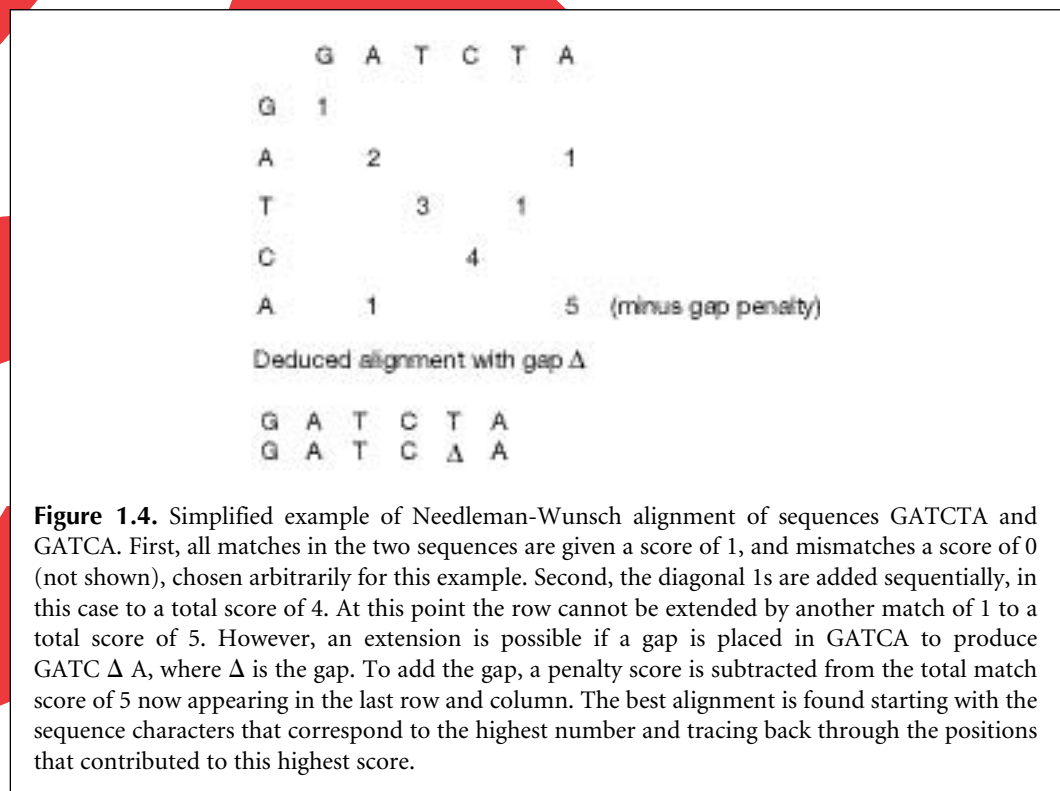 G A T C T A
G 1
A 2 1
T 3 1
C 4
A 1 5 (minus gap penalty)
Deduced alignment with gap Δ
G A T C T A
G A T C Δ A
Figure 1.4. Simplified example of Needleman-Wunsch alignment of sequences GATCTA and
GATCA. First, all matches in the two sequences are given a score of 1, and mismatches a score of 0
(not shown), chosen arbitrarily for this example. Second, the diagonal 1s are added sequentially, in
this case to a total score of 4. At this point the row cannot be extended by another match of 1 to a
total score of 5. However, an extension is possible if a gap is placed in GATCA to produce
GATC Δ A, where Δ is the gap. To add the gap, a penalty score is subtracted from the total match
score of 5 now appearing in the last row and column. The best alignment is found starting with the
sequence characters that correspond to the highest number and tracing back through the positions
that contributed to this highest score.